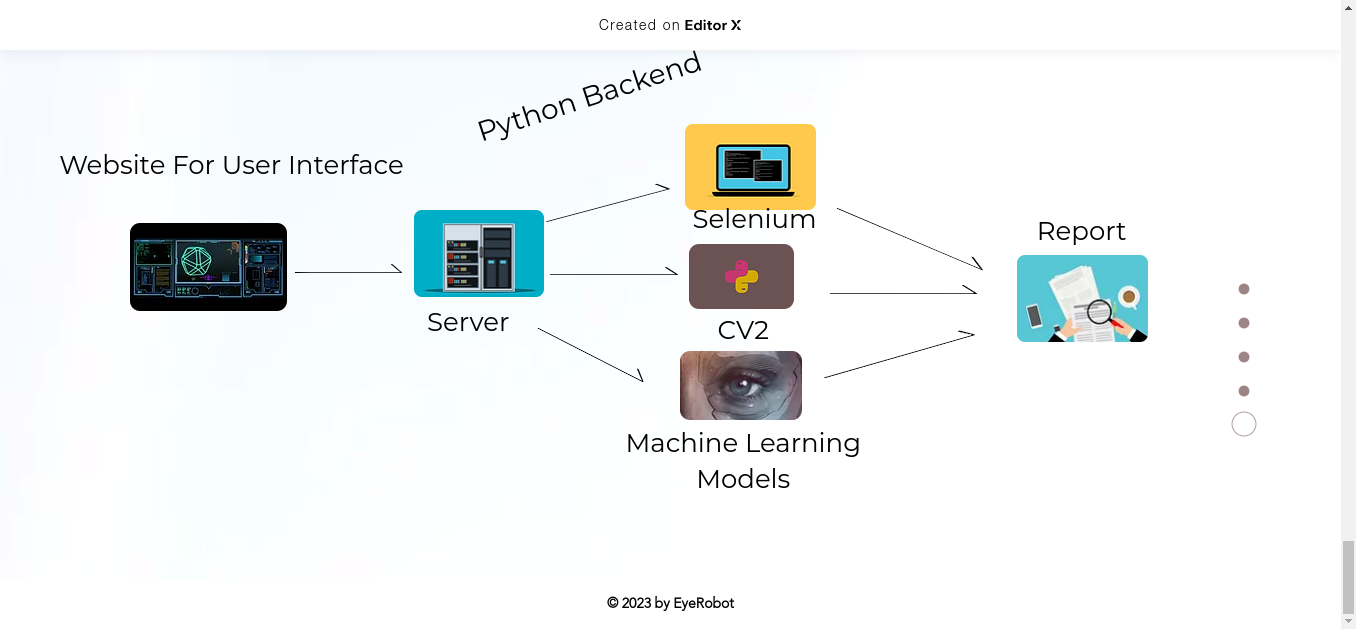 Created on Editor X
Python Backend
Website For User Interface
Selenium
Report
Server
CV2
Machine Learning
Models
© 2023 by EyeRobot